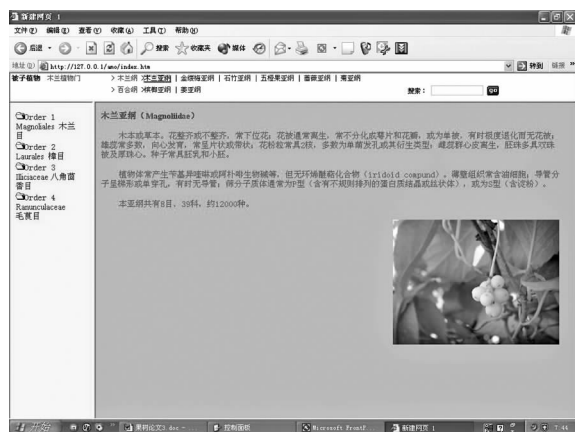 新建网页 1
文件(F) 编辑(E) 查看(V) 收藏(A) 工具(T) 帮助(H)
后退 搜索 收藏夹 媒体
地址(D) http://127.0.0.1/uno/index.htm 转到 链接 »
被子植物 木兰植物门 > 木兰纲 >木兰亚纲 | 金缕梅亚纲 | 石竹亚纲 | 五桠果亚纲 | 蔷薇亚纲 | 菊亚纲
> 百合纲 >槟榔亚纲 | 姜亚纲 搜索: go
Order 1
Magnoliales 木兰
目
Order 2
Laurales 樟目
Order 3
Illiciaceae 八角茴
香目
Order 4
Ranunculaceae
毛茛目
木兰亚纲(Magnoliidae)
木本或草本。花整齐或不整齐,常下位花;花被通常离生,常不分化成萼片和花瓣,或为单被,有时极度退化而无花被;
雄蕊常多数,向心发育,常呈片状或带状;花粉粒常具2核,多数为单萌发孔或其衍生类型;雌蕊群心皮离生,胚珠多具双珠
被及厚珠心。种子常具胚乳和小胚。
植物体常产生苄基异喹啉或阿朴啡生物碱等,但无环烯醚萜化合物(iridoid compund)。薄壁组织常含油细胞;导管分
子呈梯形或单穿孔,有时无导管;筛分子质体通常为P型(含有不规则排列的蛋白质结晶或丝状体),或为S型(含淀粉)。
本亚纲共有8目,39科,约12000种。
开始 果树论文3.doc - ... 控制面板 Microsoft FrontP... 新建网页 1 7:44